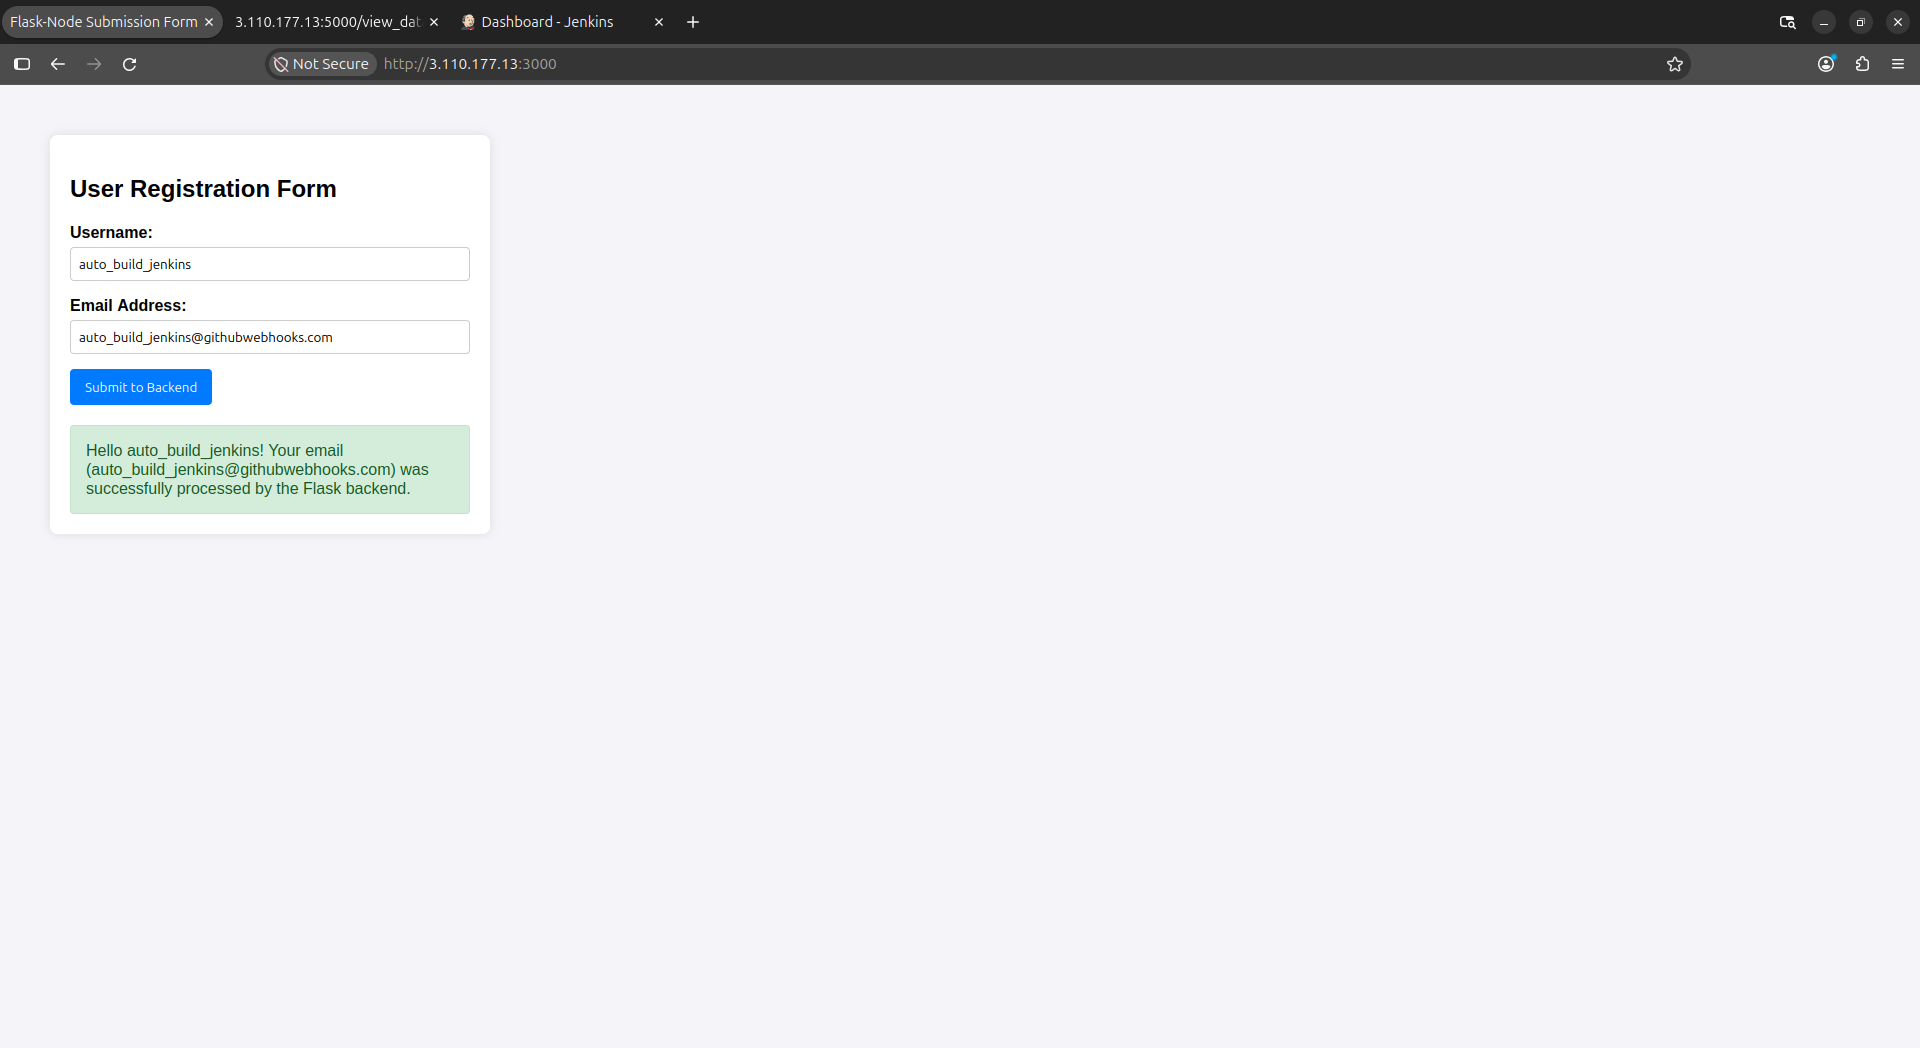 Flask-Node Submission Form
3.110.177.13:5000/view_dat
Dashboard - Jenkins
Not Secure
http://3.110.177.13:3000
User Registration Form
Username:
auto_build_jenkins
Email Address:
auto_build_jenkins@githubwebhooks.com
Submit to Backend
Hello auto_build_jenkins! Your email
(auto_build_jenkins@githubwebhooks.com) was
successfully processed by the Flask backend.